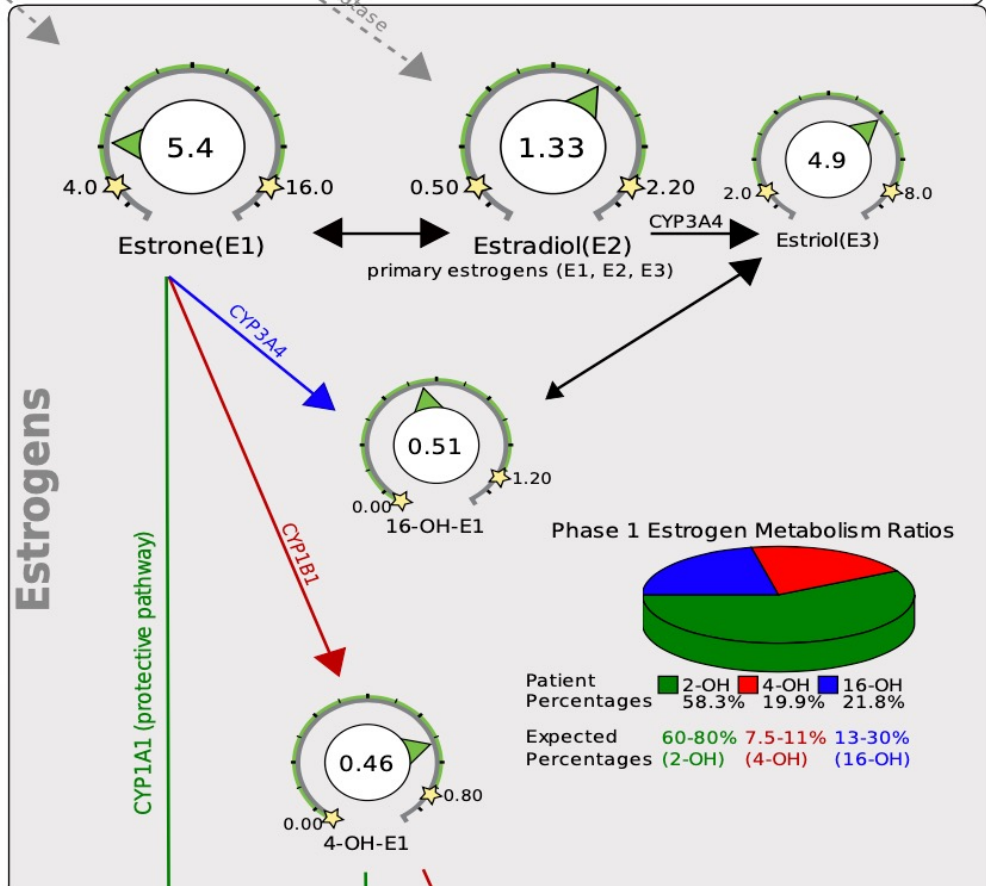 tase
5.4
1.33
4.9
4.0
16.0
0.50
2.20
2.0
8.0
CYP3A4
Estrone(E1)
Estradiol(E2)
Estriol(E3)
primary estrogens (E1, E2, E3)
CYP3A4
0.51
0.00
1.20
16-OH-E1
Estrogens
CYP1B1
CYP1A1 (protective pathway)
Phase 1 Estrogen Metabolism Ratios
Patient
Percentages
2-OH 4-OH 16-OH
58.3% 19.9% 21.8%
Expected
Percentages
60-80% 7.5-11% 13-30%
(2-OH) (4-OH) (16-OH)
0.46
0.00
0.80
4-OH-E1